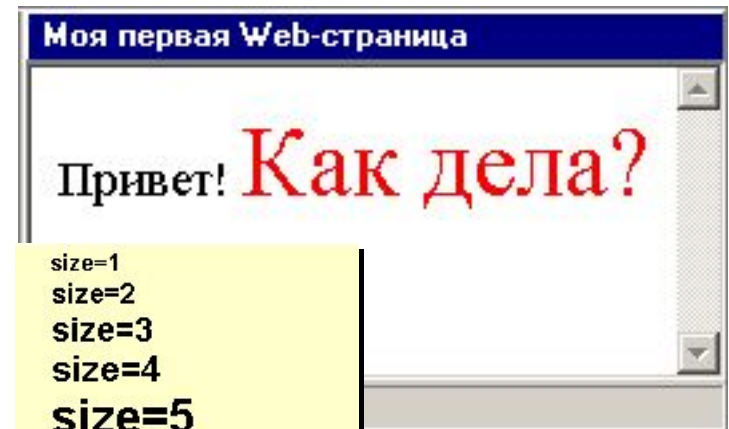 Моя первая Web-страница
Привет! Как дела?
size=1
size=2
size=3
size=4
size=5